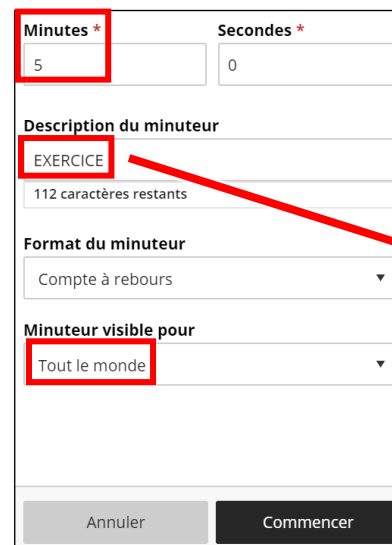 Minutes * Secondes *
5 0
Description du minuteur
EXERCICE
112 caractères restants
Format du minuteur
Compte à rebours
Minuteur visible pour
Tout le monde
Annuler Commencer